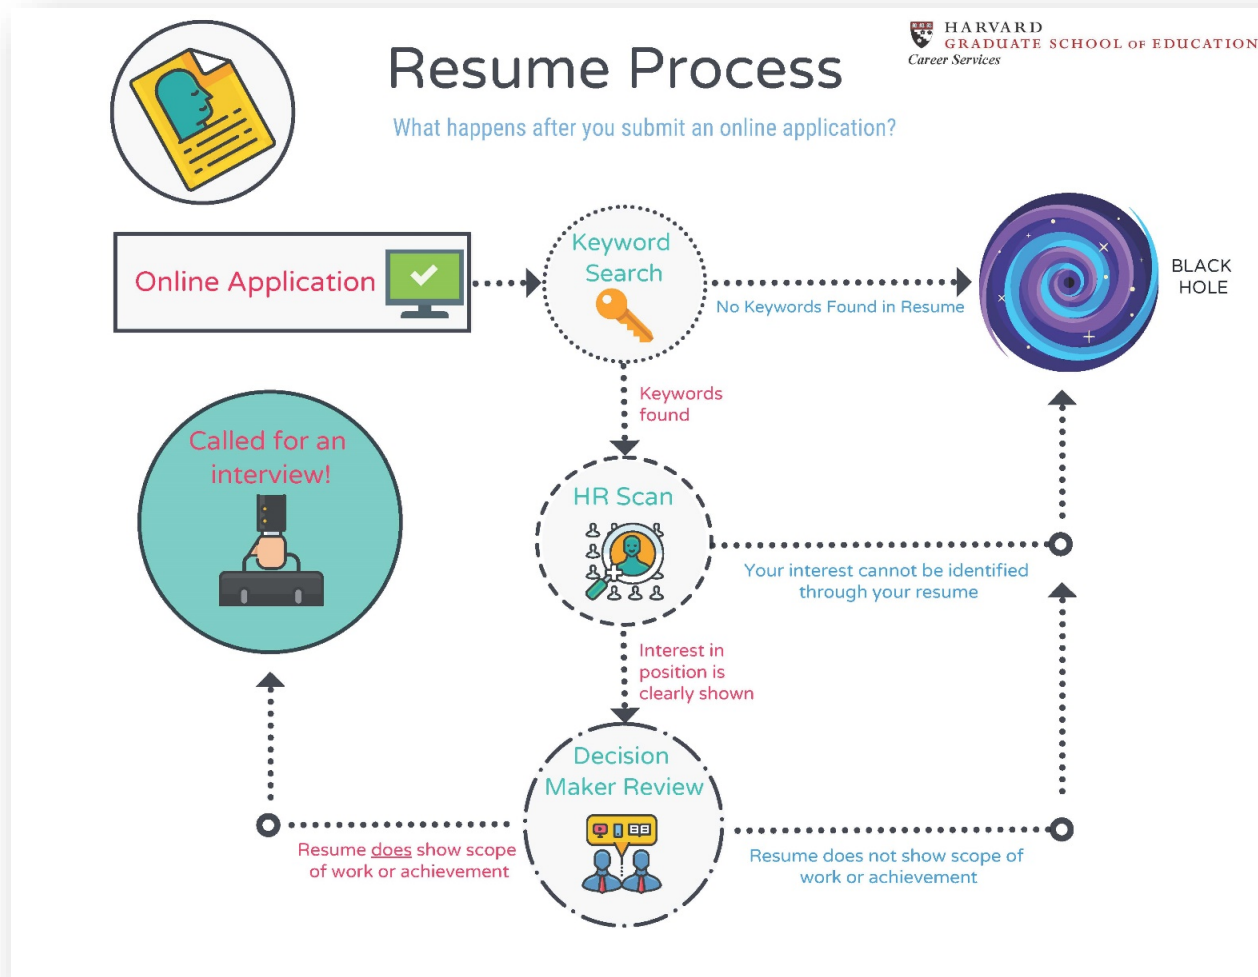 HARVARD
GRADUATE SCHOOL OF EDUCATION
Career Services
Resume Process
What happens after you submit an online application?
Online Application
Keyword
Search
No Keywords Found in Resume
BLACK
HOLE
Keywords
found
Called for an
interview!
HR Scan
Your interest cannot be identified
through your resume
Interest in
position is
clearly shown
Decision
Maker Review
Resume does show scope
of work or achievement
Resume does not show scope of
work or achievement